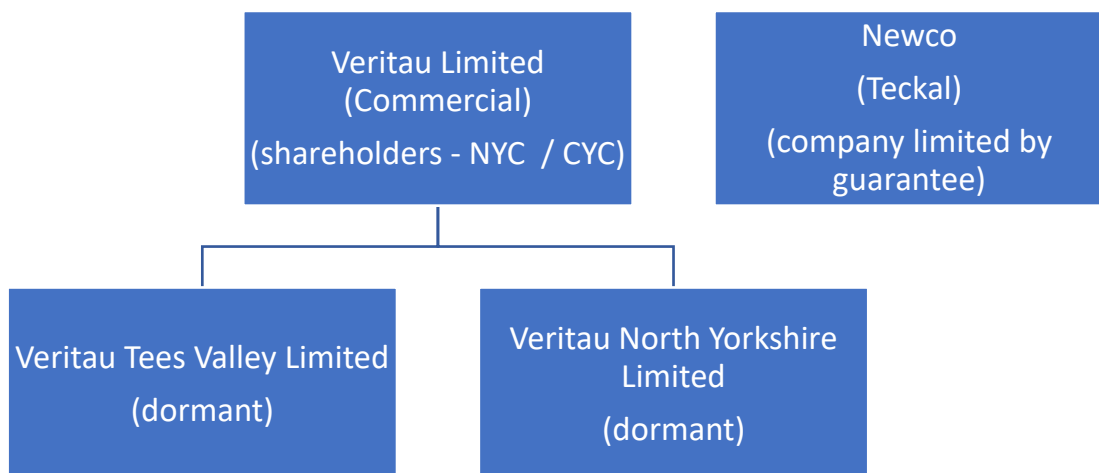 Veritau Limited
(Commercial)
(shareholders - NYC / CYC)
Newco
(Teckal)
(company limited by
guarantee)
Veritau Tees Valley Limited
(dormant)
Veritau North Yorkshire
Limited
(dormant)